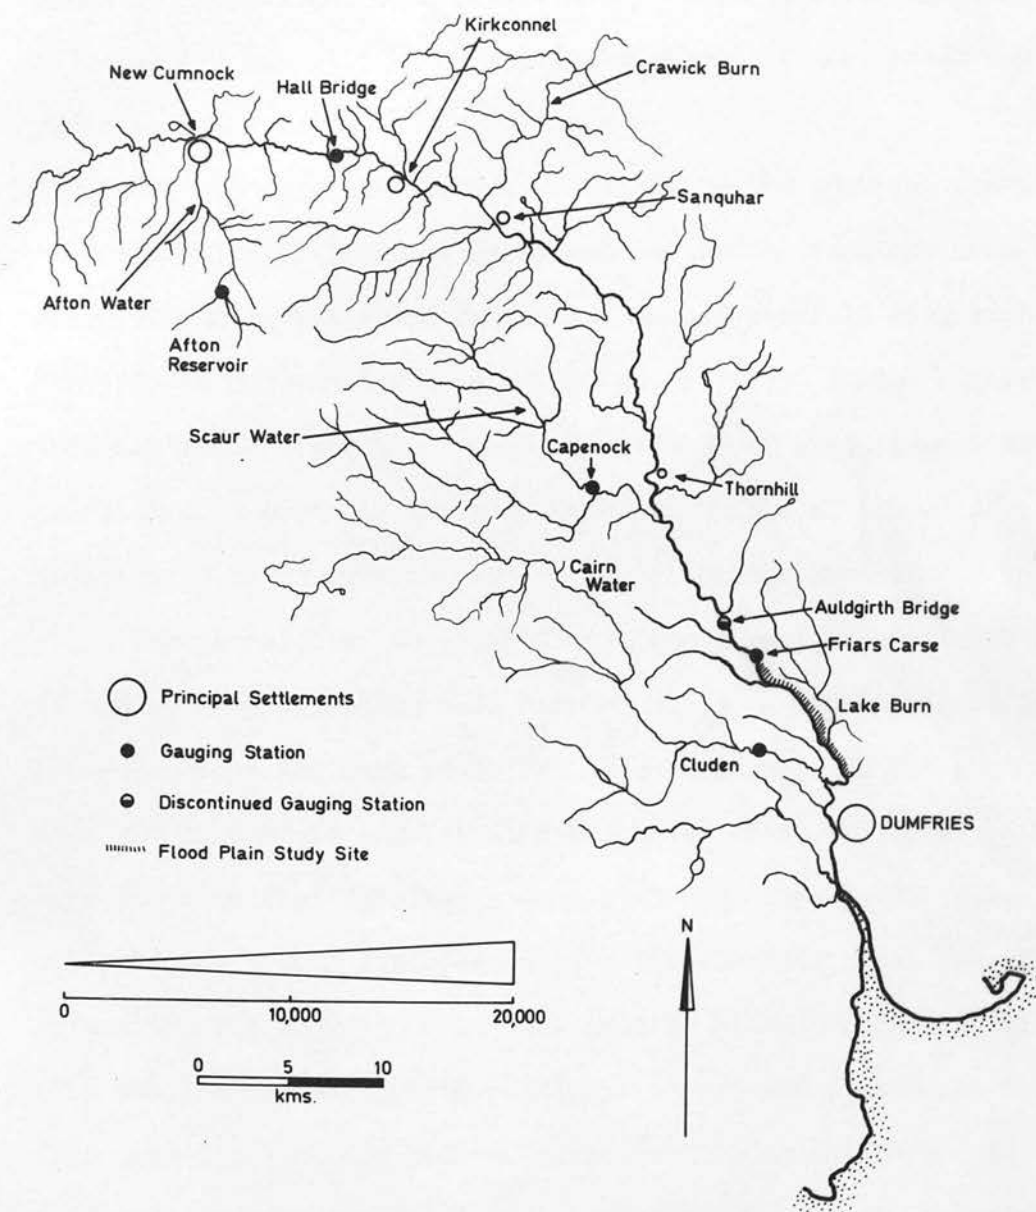 Kirkconnel
New Cumnock
Hall Bridge
Crawick Burn
Sanquhar
Afton Water
Afton
Reservoir
Scaur Water
Capenock
Thornhill
Cairn
Water
Auldgirth Bridge
Friars Carse
Lake Burn
Cluden
DUMFRIES
Principal Settlements
Gauging Station
Discontinued Gauging Station
Flood Plain Study Site
N
0 10,000 20,000
0 5 10
kms.